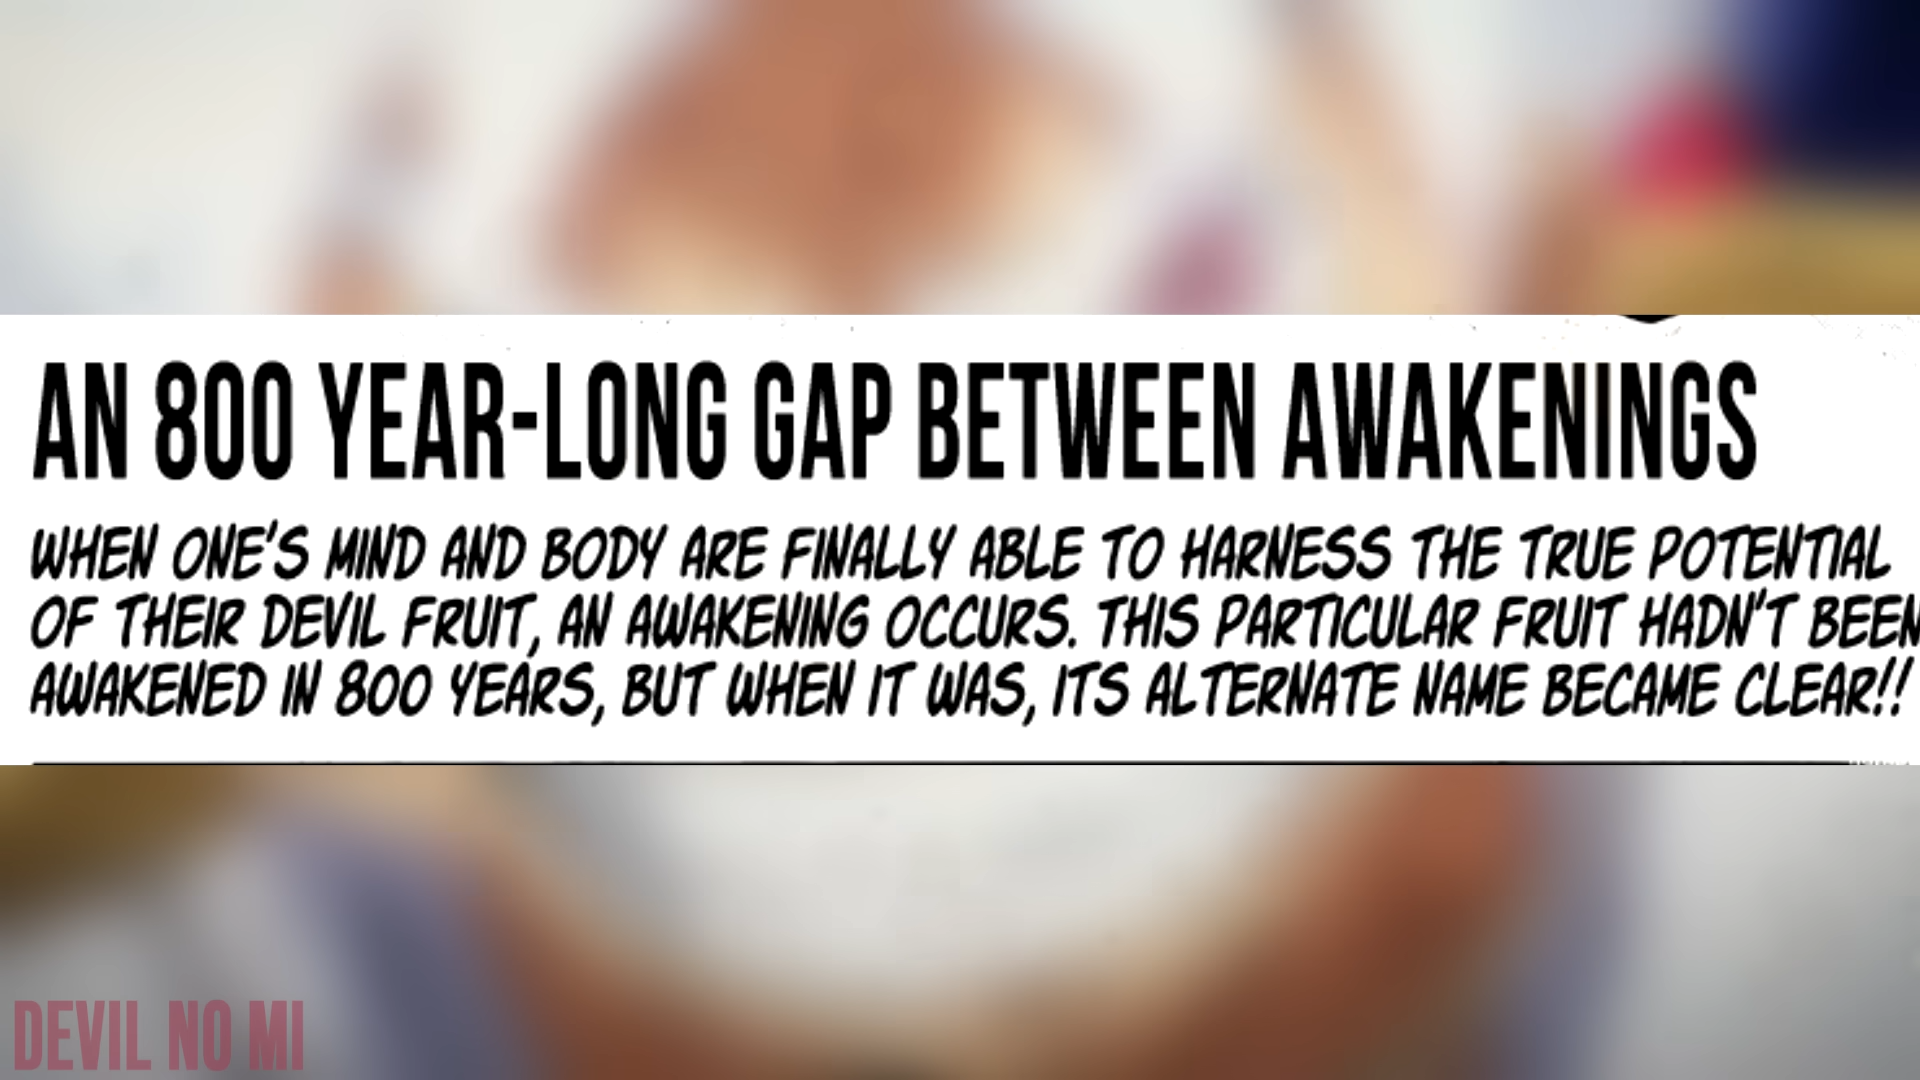 AN 800 YEAR-LONG GAP BETWEEN AWAKENINGS
WHEN ONE'S MIND AND BODY ARE FINALLY ABLE TO HARNESS THE TRUE POTENTIAL
OF THEIR DEVIL FRUIT, AN AWAKENING OCCURS. THIS PARTICULAR FRUIT HADN'T BEEN
AWAKENED IN 800 YEARS, BUT WHEN IT WAS, ITS ALTERNATE NAME BECAME CLEAR!!
DEVIL NO MI